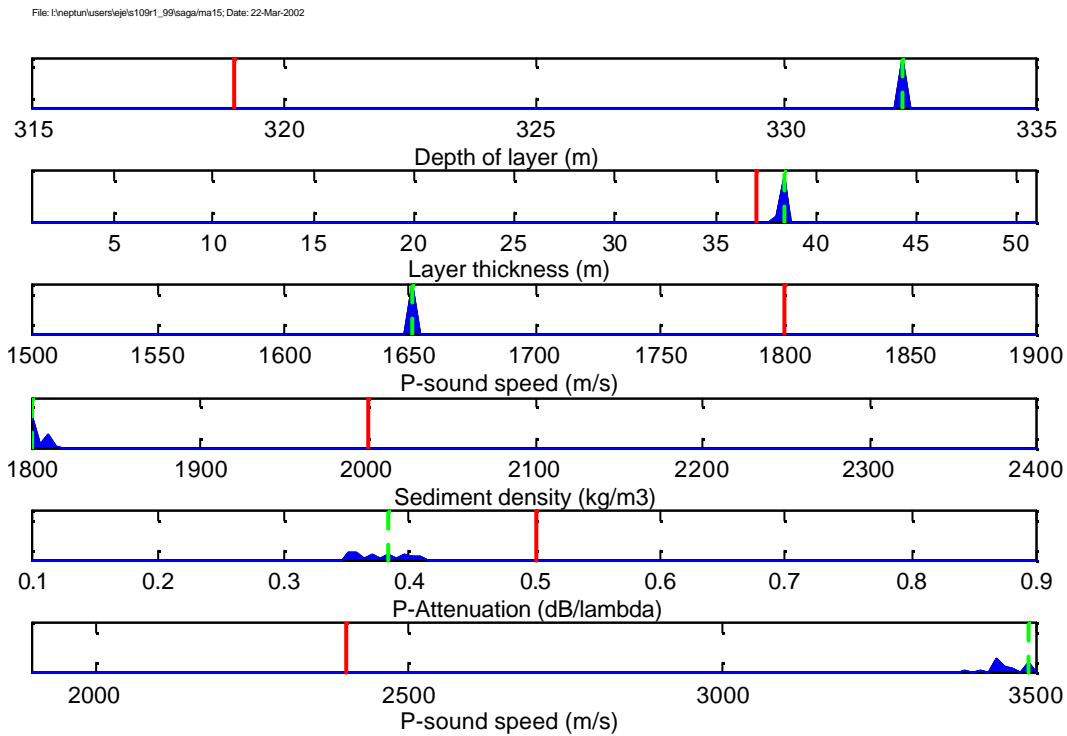 File: I:\neptun\users\eje\s109r1_99\saga/ma15; Date: 22-Mar-2002
315 320 325 330 335
Depth of layer (m)
5 10 15 20 25 30 35 40 45 50
Layer thickness (m)
1500 1550 1600 1650 1700 1750 1800 1850 1900
P-sound speed (m/s)
1800 1900 2000 2100 2200 2300 2400
Sediment density (kg/m3)
0.1 0.2 0.3 0.4 0.5 0.6 0.7 0.8 0.9
P-Attenuation (dB/lambda)
2000 2500 3000 3500
P-sound speed (m/s)